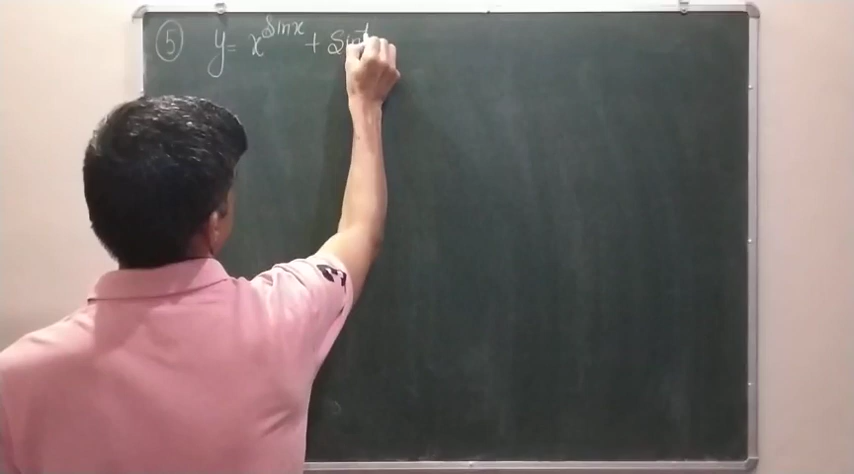 ⑤ y = x^Sinx + Sin